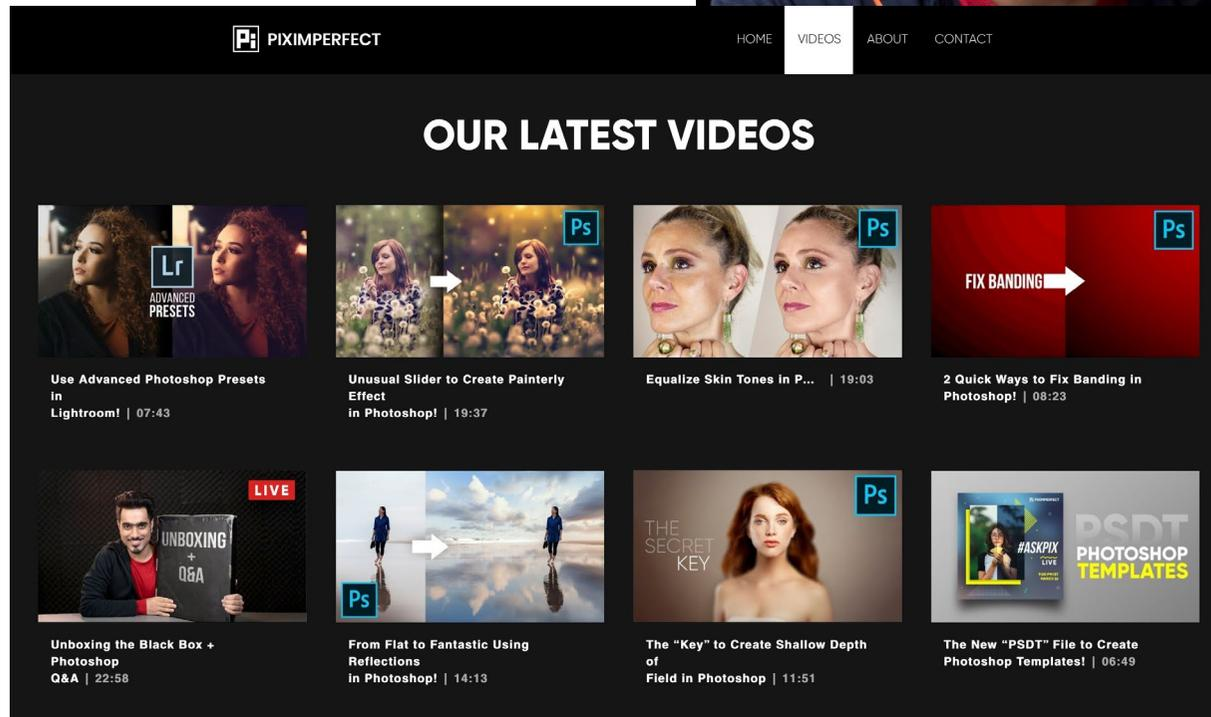 Pi PIXIMPERFECT
HOME VIDEOS ABOUT CONTACT
OUR LATEST VIDEOS
Lr
ADVANCED
PRESETS
Ps
Ps
FIX BANDING
Ps
Use Advanced Photoshop Presets
in
Lightroom! | 07:43
Unusual Slider to Create Painterly
Effect
in Photoshop! | 19:37
Equalize Skin Tones in P... | 19:03
2 Quick Ways to Fix Banding in
Photoshop! | 08:23
LIVE
UNBOXING
+
Q&A
Ps
THE
SECRET
KEY
Ps
PIXIMPERFECT
#ASKPIX
LIVE
PSDT
PHOTOSHOP
TEMPLATES
Unboxing the Black Box +
Photoshop
Q&A | 22:58
From Flat to Fantastic Using
Reflections
in Photoshop! | 14:13
The “Key” to Create Shallow Depth
of
Field in Photoshop | 11:51
The New “PSDT” File to Create
Photoshop Templates! | 06:49